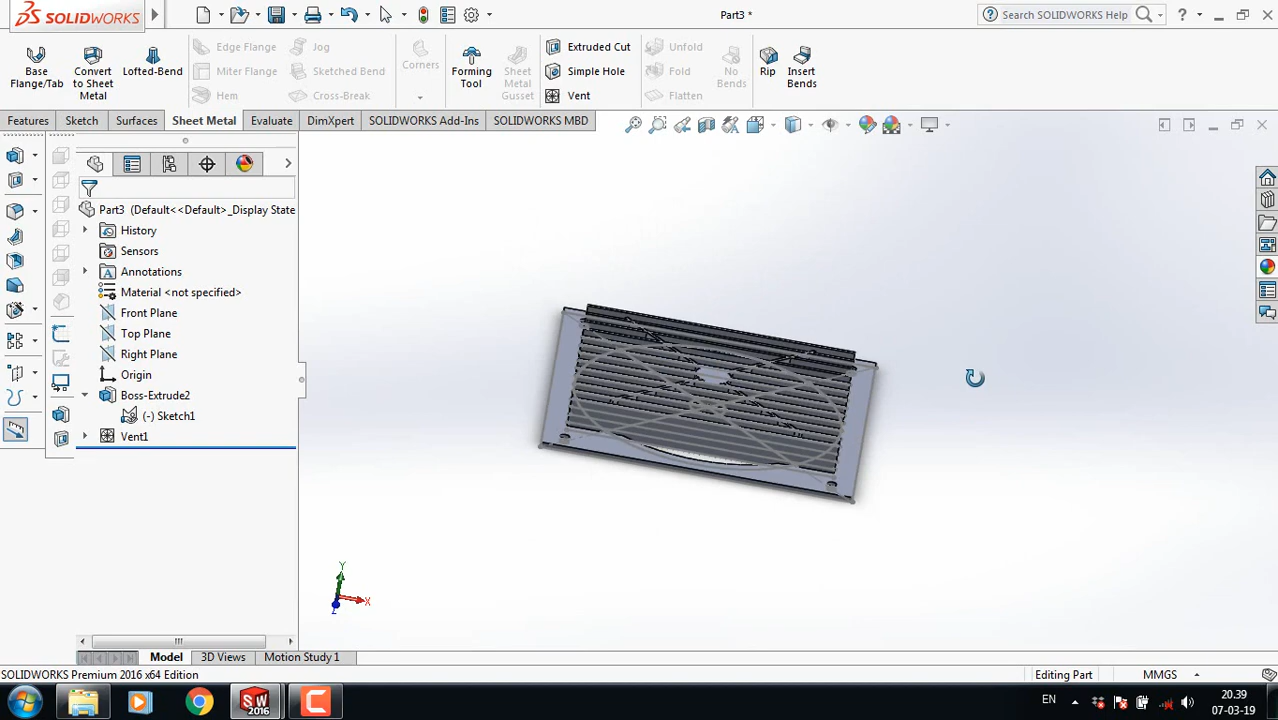 SOLIDWORKS
Part3 *
Search SOLIDWORKS Help
Base Flange/Tab
Convert to Sheet Metal
Lofted-Bend
Edge Flange
Miter Flange
Hem
Jog
Sketched Bend
Cross-Break
Corners
Forming Tool
Sheet Metal Gusset
Extruded Cut
Simple Hole
Vent
Unfold
Fold
Flatten
No Bends
Rip
Insert Bends
Features
Sketch
Surfaces
Sheet Metal
Evaluate
DimXpert
SOLIDWORKS Add-Ins
SOLIDWORKS MBD
Part3 (Default<<Default>_Display State
History
Sensors
Annotations
Material <not specified>
Front Plane
Top Plane
Right Plane
Origin
Boss-Extrude2
(-) Sketch1
Vent1
Y
X
Z
Model
3D Views
Motion Study 1
SOLIDWORKS Premium 2016 x64 Edition
Editing Part
MMGS
SW
2016
EN
20.39
07-03-19